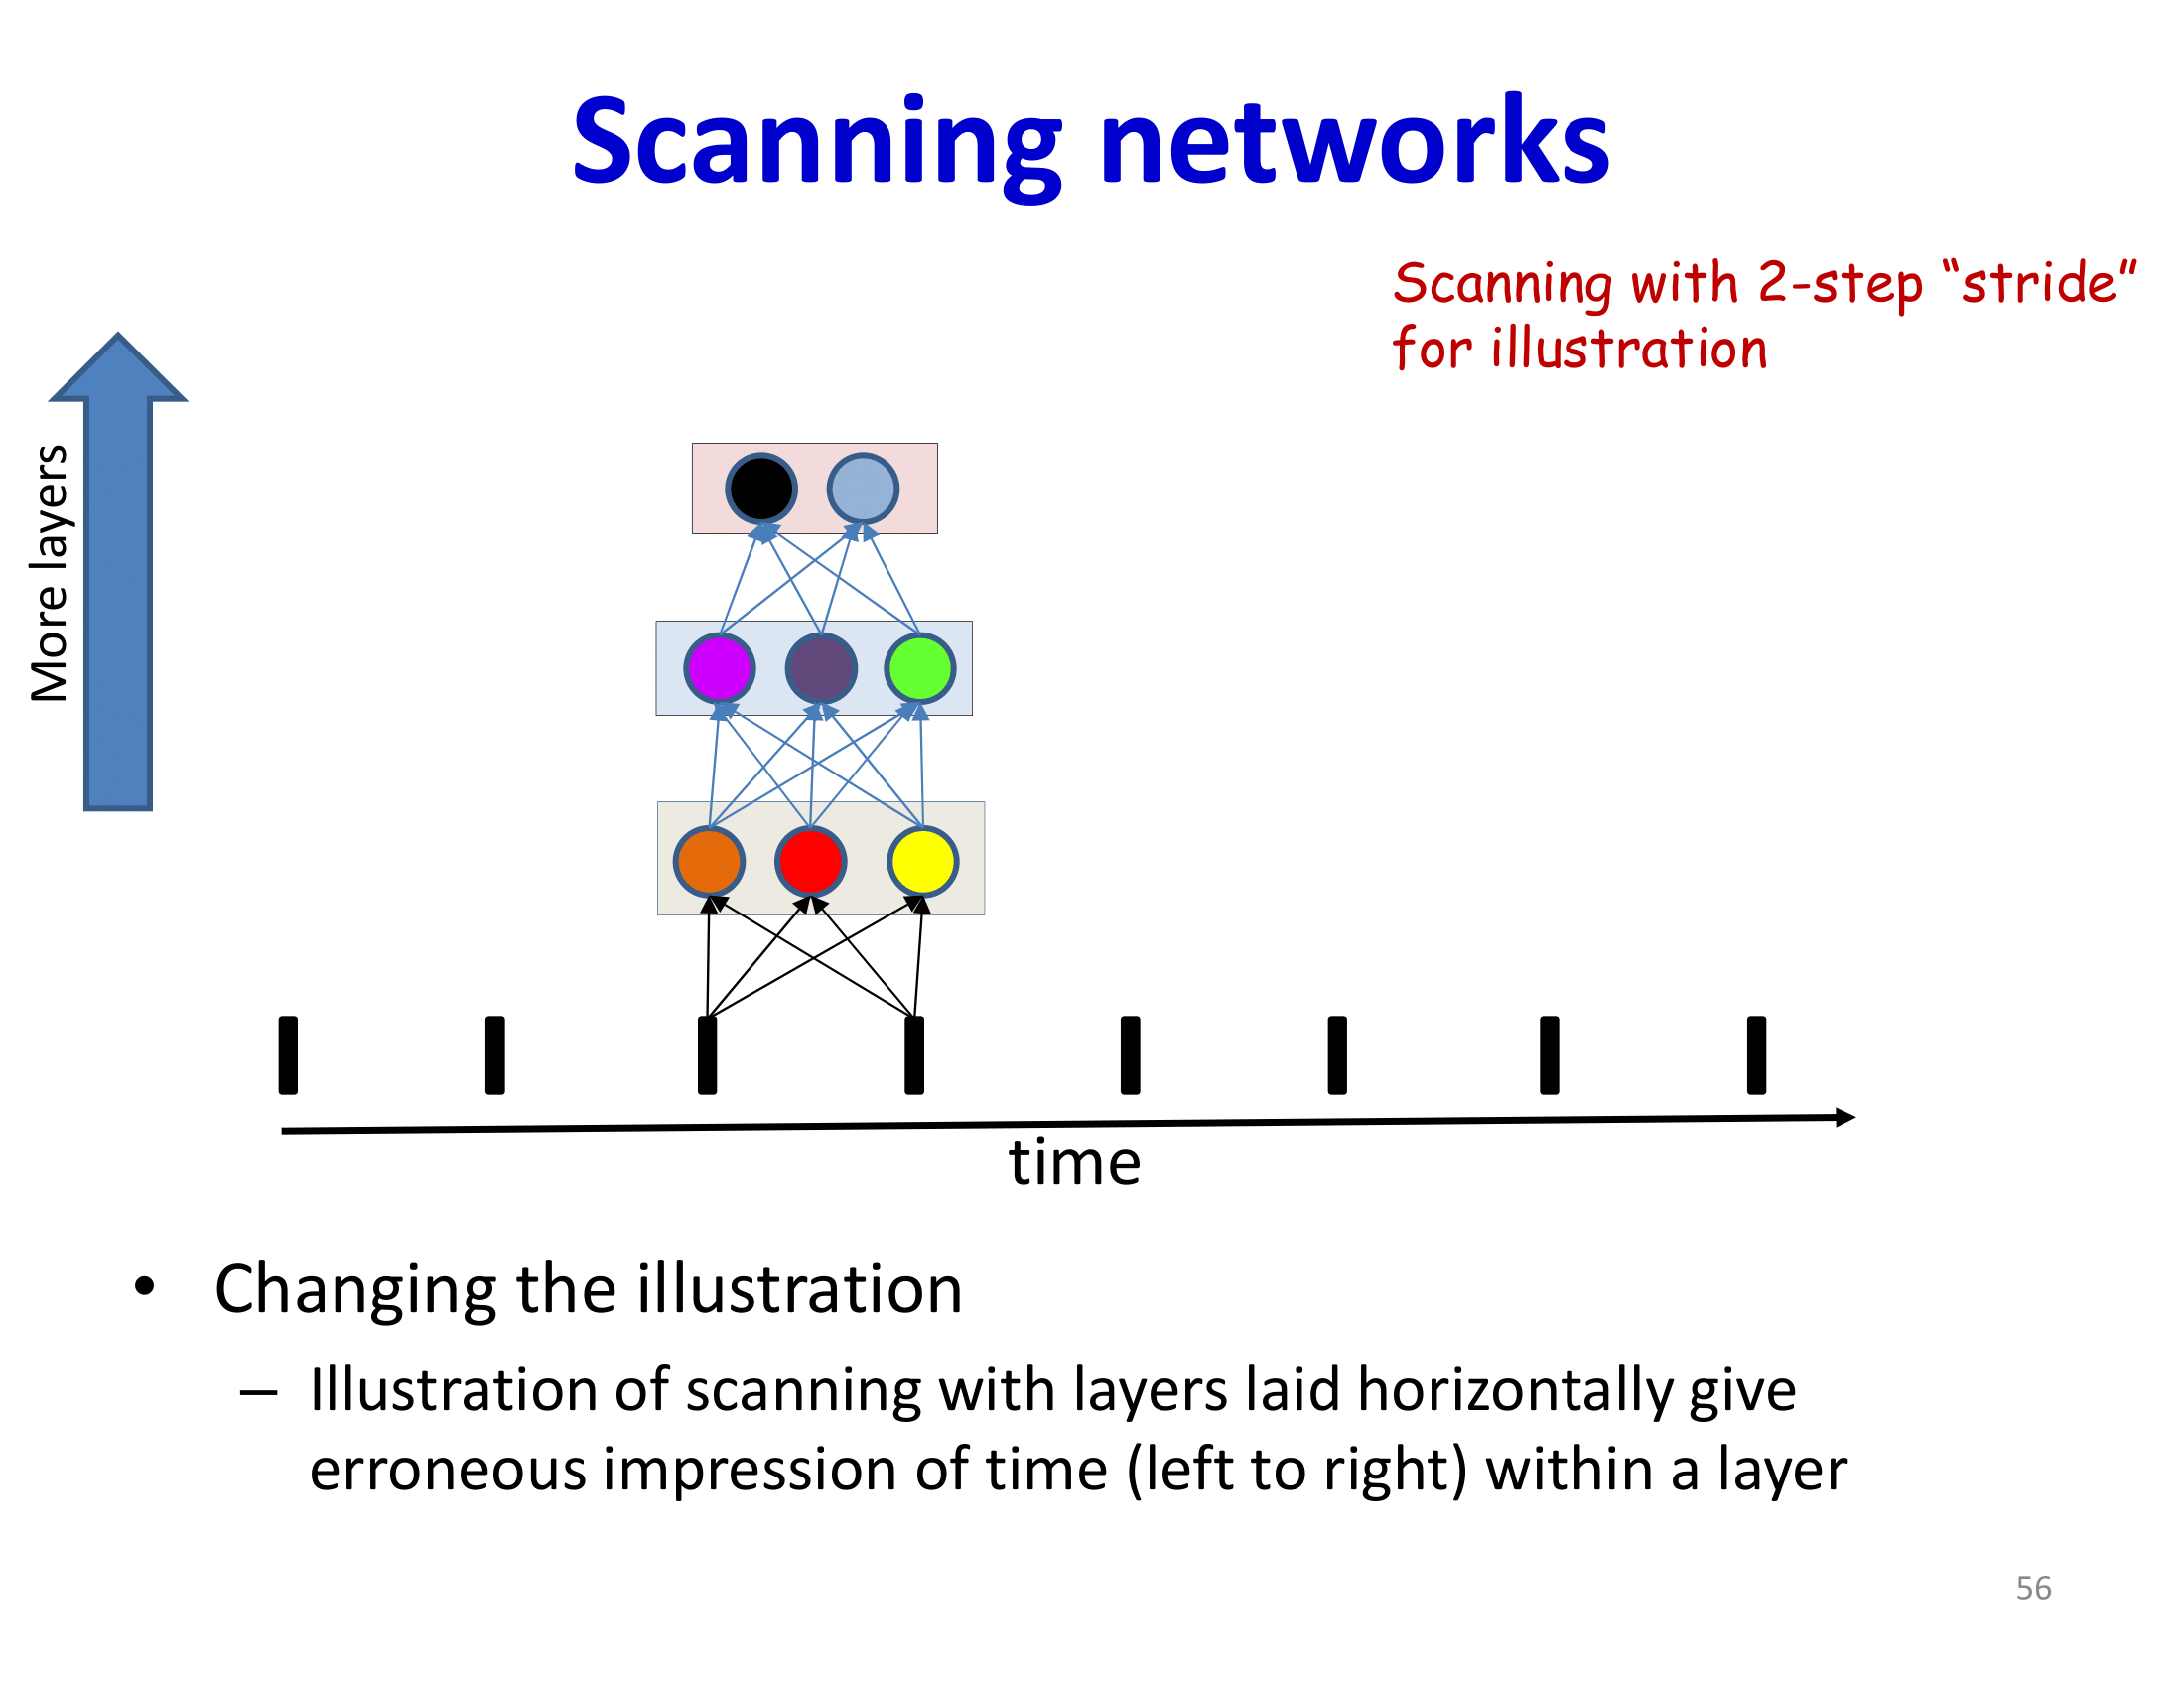 Scanning networks
Scanning with 2-step “stride“
for illustration
More layers
time
• Changing the illustration
– Illustration of scanning with layers laid horizontally give
erroneous impression of time (left to right) within a layer
56